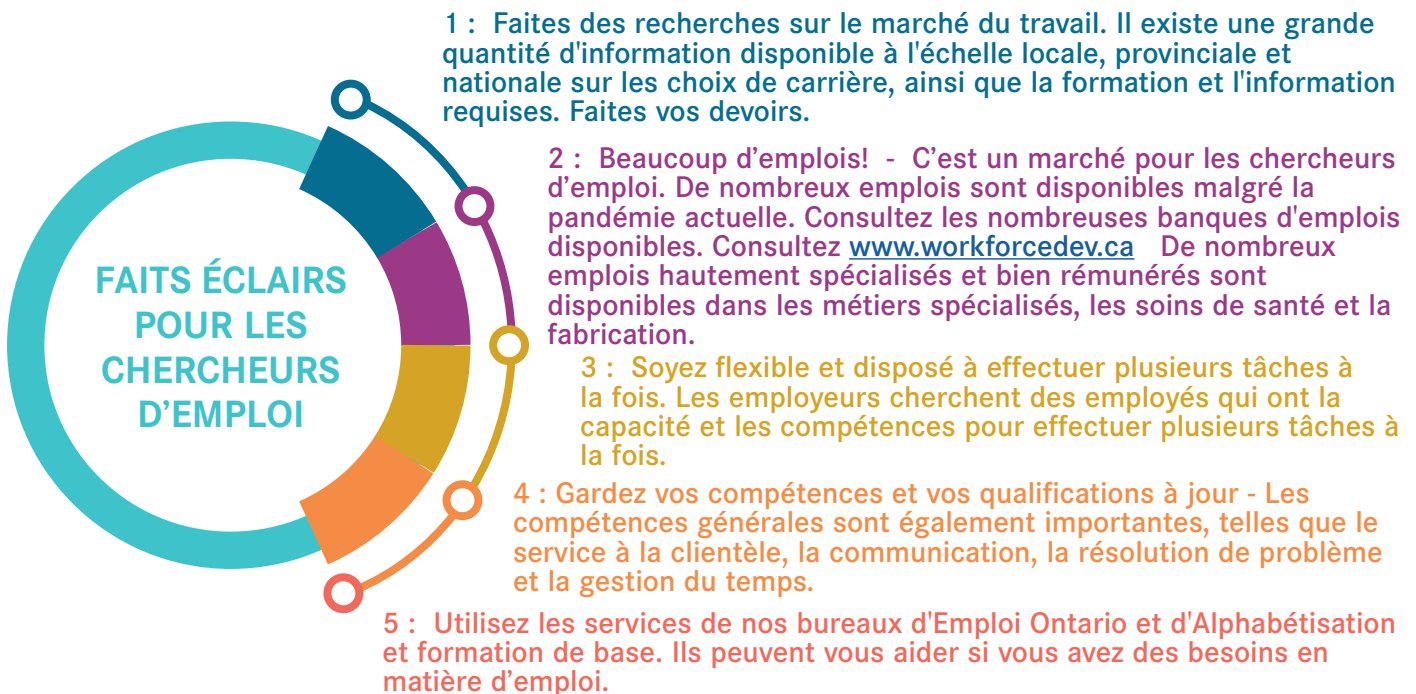 FAITS ÉCLAIRS
POUR LES
CHERCHEURS
D’EMPLOI
1 : Faites des recherches sur le marché du travail. Il existe une grande
quantité d'information disponible à l'échelle locale, provinciale et
nationale sur les choix de carrière, ainsi que la formation et l'information
requises. Faites vos devoirs.
2 : Beaucoup d’emplois! - C’est un marché pour les chercheurs
d’emploi. De nombreux emplois sont disponibles malgré la
pandémie actuelle. Consultez les nombreuses banques d'emplois
disponibles. Consultez www.workforcedev.ca De nombreux
emplois hautement spécialisés et bien rémunérés sont
disponibles dans les métiers spécialisés, les soins de santé et la
fabrication.
3 : Soyez flexible et disposé à effectuer plusieurs tâches à
la fois. Les employeurs cherchent des employés qui ont la
capacité et les compétences pour effectuer plusieurs tâches à
la fois.
4 : Gardez vos compétences et vos qualifications à jour - Les
compétences générales sont également importantes, telles que le
service à la clientèle, la communication, la résolution de problème
et la gestion du temps.
5 : Utilisez les services de nos bureaux d'Emploi Ontario et d'Alphabétisation
et formation de base. Ils peuvent vous aider si vous avez des besoins en
matière d’emploi.